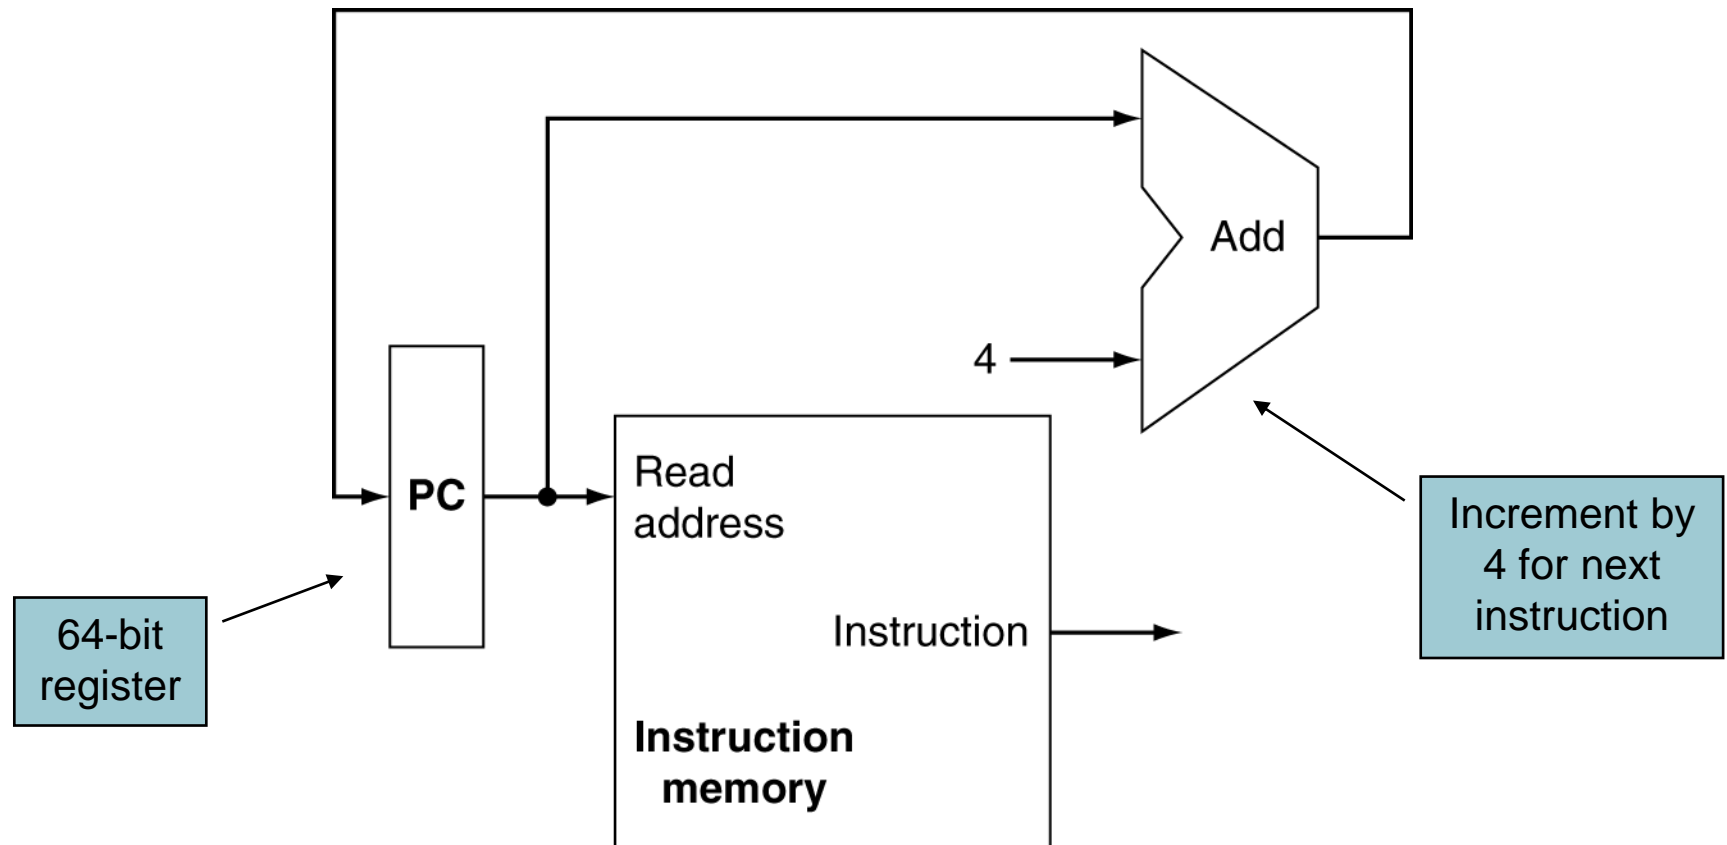 Add
4
PC
Read
address
Instruction
Instruction
memory
64-bit
register
Increment by
4 for next
instruction